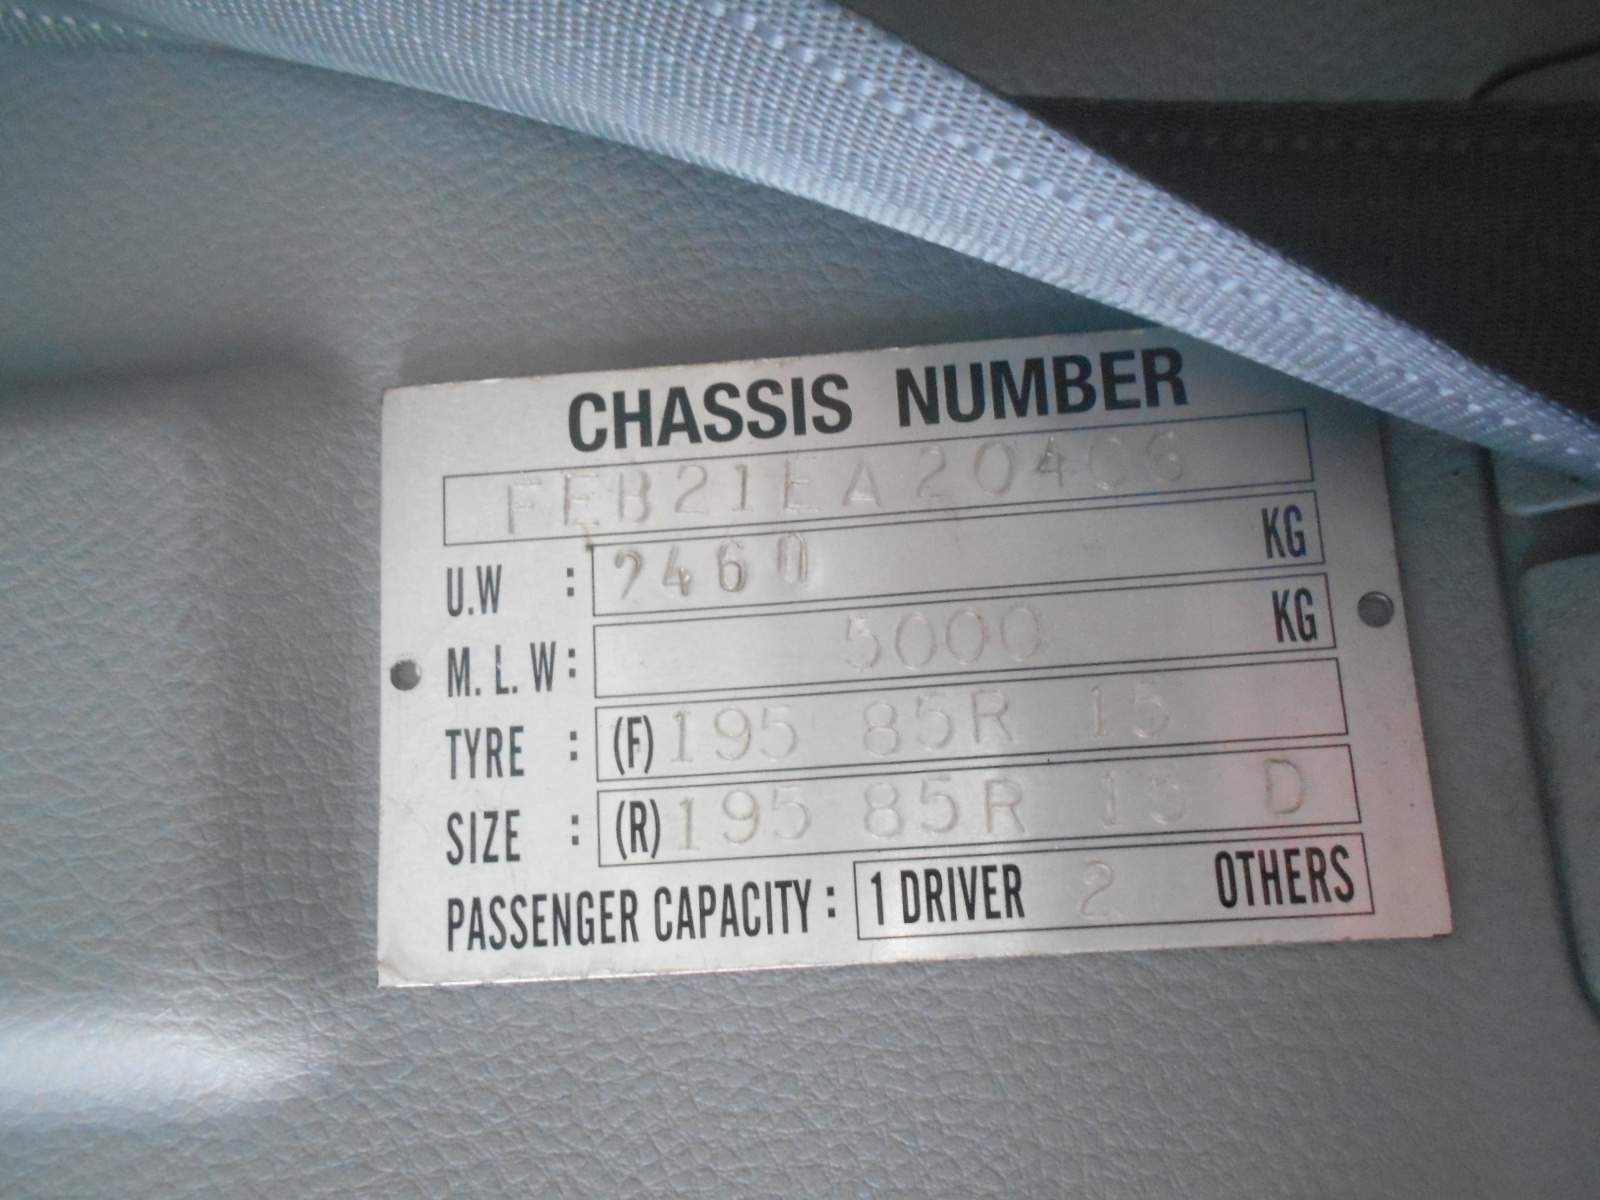 CHASSIS NUMBER
FEB21EA20406
U.W : 2460 KG
M.L.W: 5000 KG
TYRE : (F) 195 85R 15
SIZE : (R) 195 85R 15 D
PASSENGER CAPACITY: 1 DRIVER 2 OTHERS